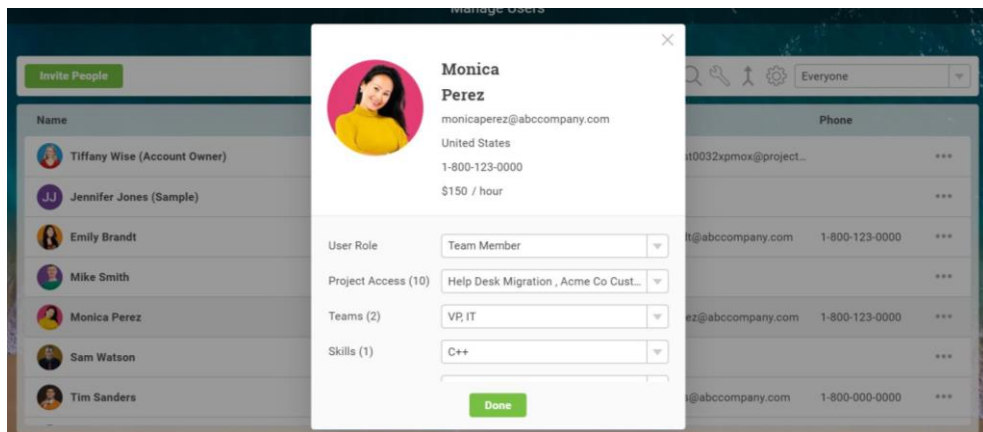 Manage Users
Invite People
Everyone
Name
Phone
Tiffany Wise (Account Owner)
at0032xpmox@project...
JJ
Jennifer Jones (Sample)
Emily Brandt
lt@abccompany.com
1-800-123-0000
Mike Smith
Monica Perez
ez@abccompany.com
1-800-123-0000
Sam Watson
Tim Sanders
s@abccompany.com
1-800-000-0000
Monica
Perez
monicaperez@abccompany.com
United States
1-800-123-0000
$150 / hour
User Role
Team Member
Project Access (10)
Help Desk Migration , Acme Co Cust...
Teams (2)
VP, IT
Skills (1)
C++
Done